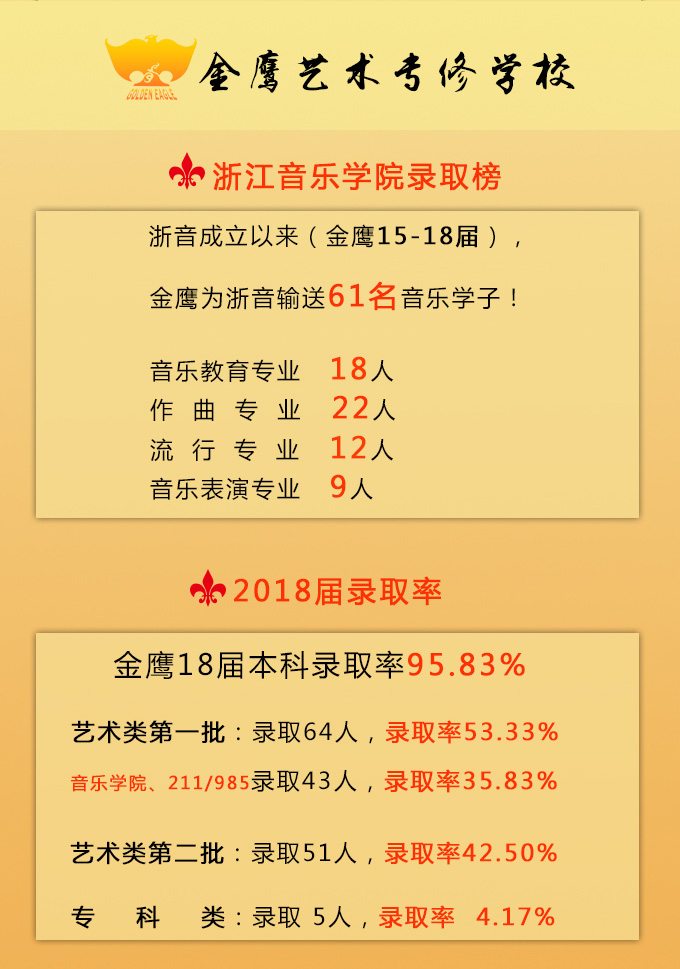 GOLDEN EAGLE
金鹰艺术专修学校
浙江音乐学院录取榜
浙音成立以来（金鹰15-18届），
金鹰为浙音输送61名音乐学子！
音乐教育专业 18人
作曲专业 22人
流行专业 12人
音乐表演专业 9人
2018届录取率
金鹰18届本科录取率95.83%
艺术类第一批：录取64人，录取率53.33%
音乐学院、211/985录取43人，录取率35.83%
艺术类第二批：录取51人，录取率42.50%
专科类：录取 5人，录取率 4.17%